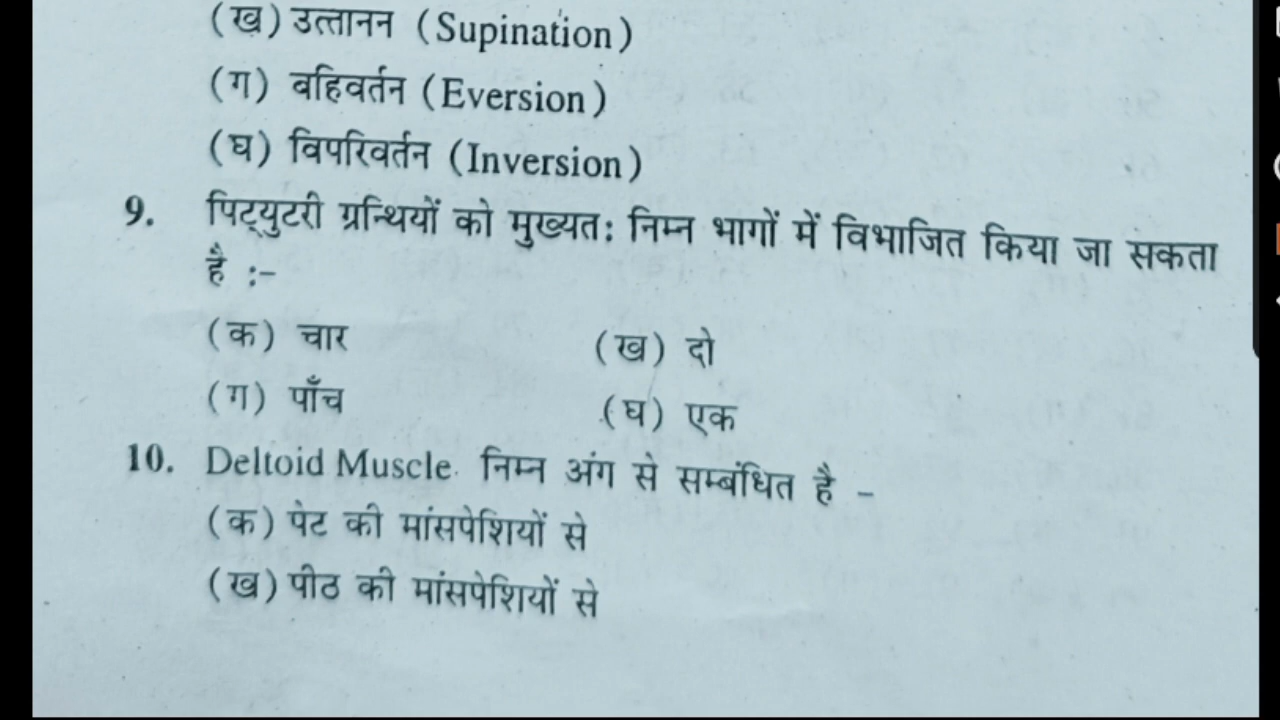 (ख) उत्तानन (Supination)
(ग) बहिवर्तन (Eversion)
(घ) विपरिवर्तन (Inversion)
9. पिट्युटरी ग्रन्थियों को मुख्यतः निम्न भागों में विभाजित किया जा सकता
है :-
(क) चार (ख) दो
(ग) पाँच (घ) एक
10. Deltoid Muscle निम्न अंग से सम्बंधित है -
(क) पेट की मांसपेशियों से
(ख) पीठ की मांसपेशियों से